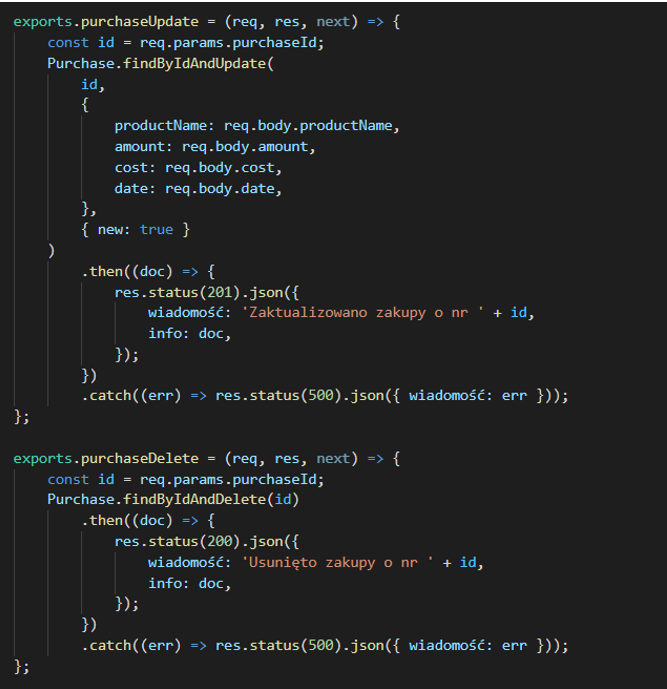 exports.purchaseUpdate = (req, res, next) => {
    const id = req.params.purchaseId;
    Purchase.findByIdAndUpdate(
        id,
        {
            productName: req.body.productName,
            amount: req.body.amount,
            cost: req.body.cost,
            date: req.body.date,
        },
        { new: true }
    )
        .then((doc) => {
            res.status(201).json({
                wiadomość: 'Zaktualizowano zakupy o nr ' + id,
                info: doc,
            });
        })
        .catch((err) => res.status(500).json({ wiadomość: err }));
};

exports.purchaseDelete = (req, res, next) => {
    const id = req.params.purchaseId;
    Purchase.findByIdAndDelete(id)
        .then((doc) => {
            res.status(200).json({
                wiadomość: 'Usunięto zakupy o nr ' + id,
                info: doc,
            });
        })
        .catch((err) => res.status(500).json({ wiadomość: err }));
};